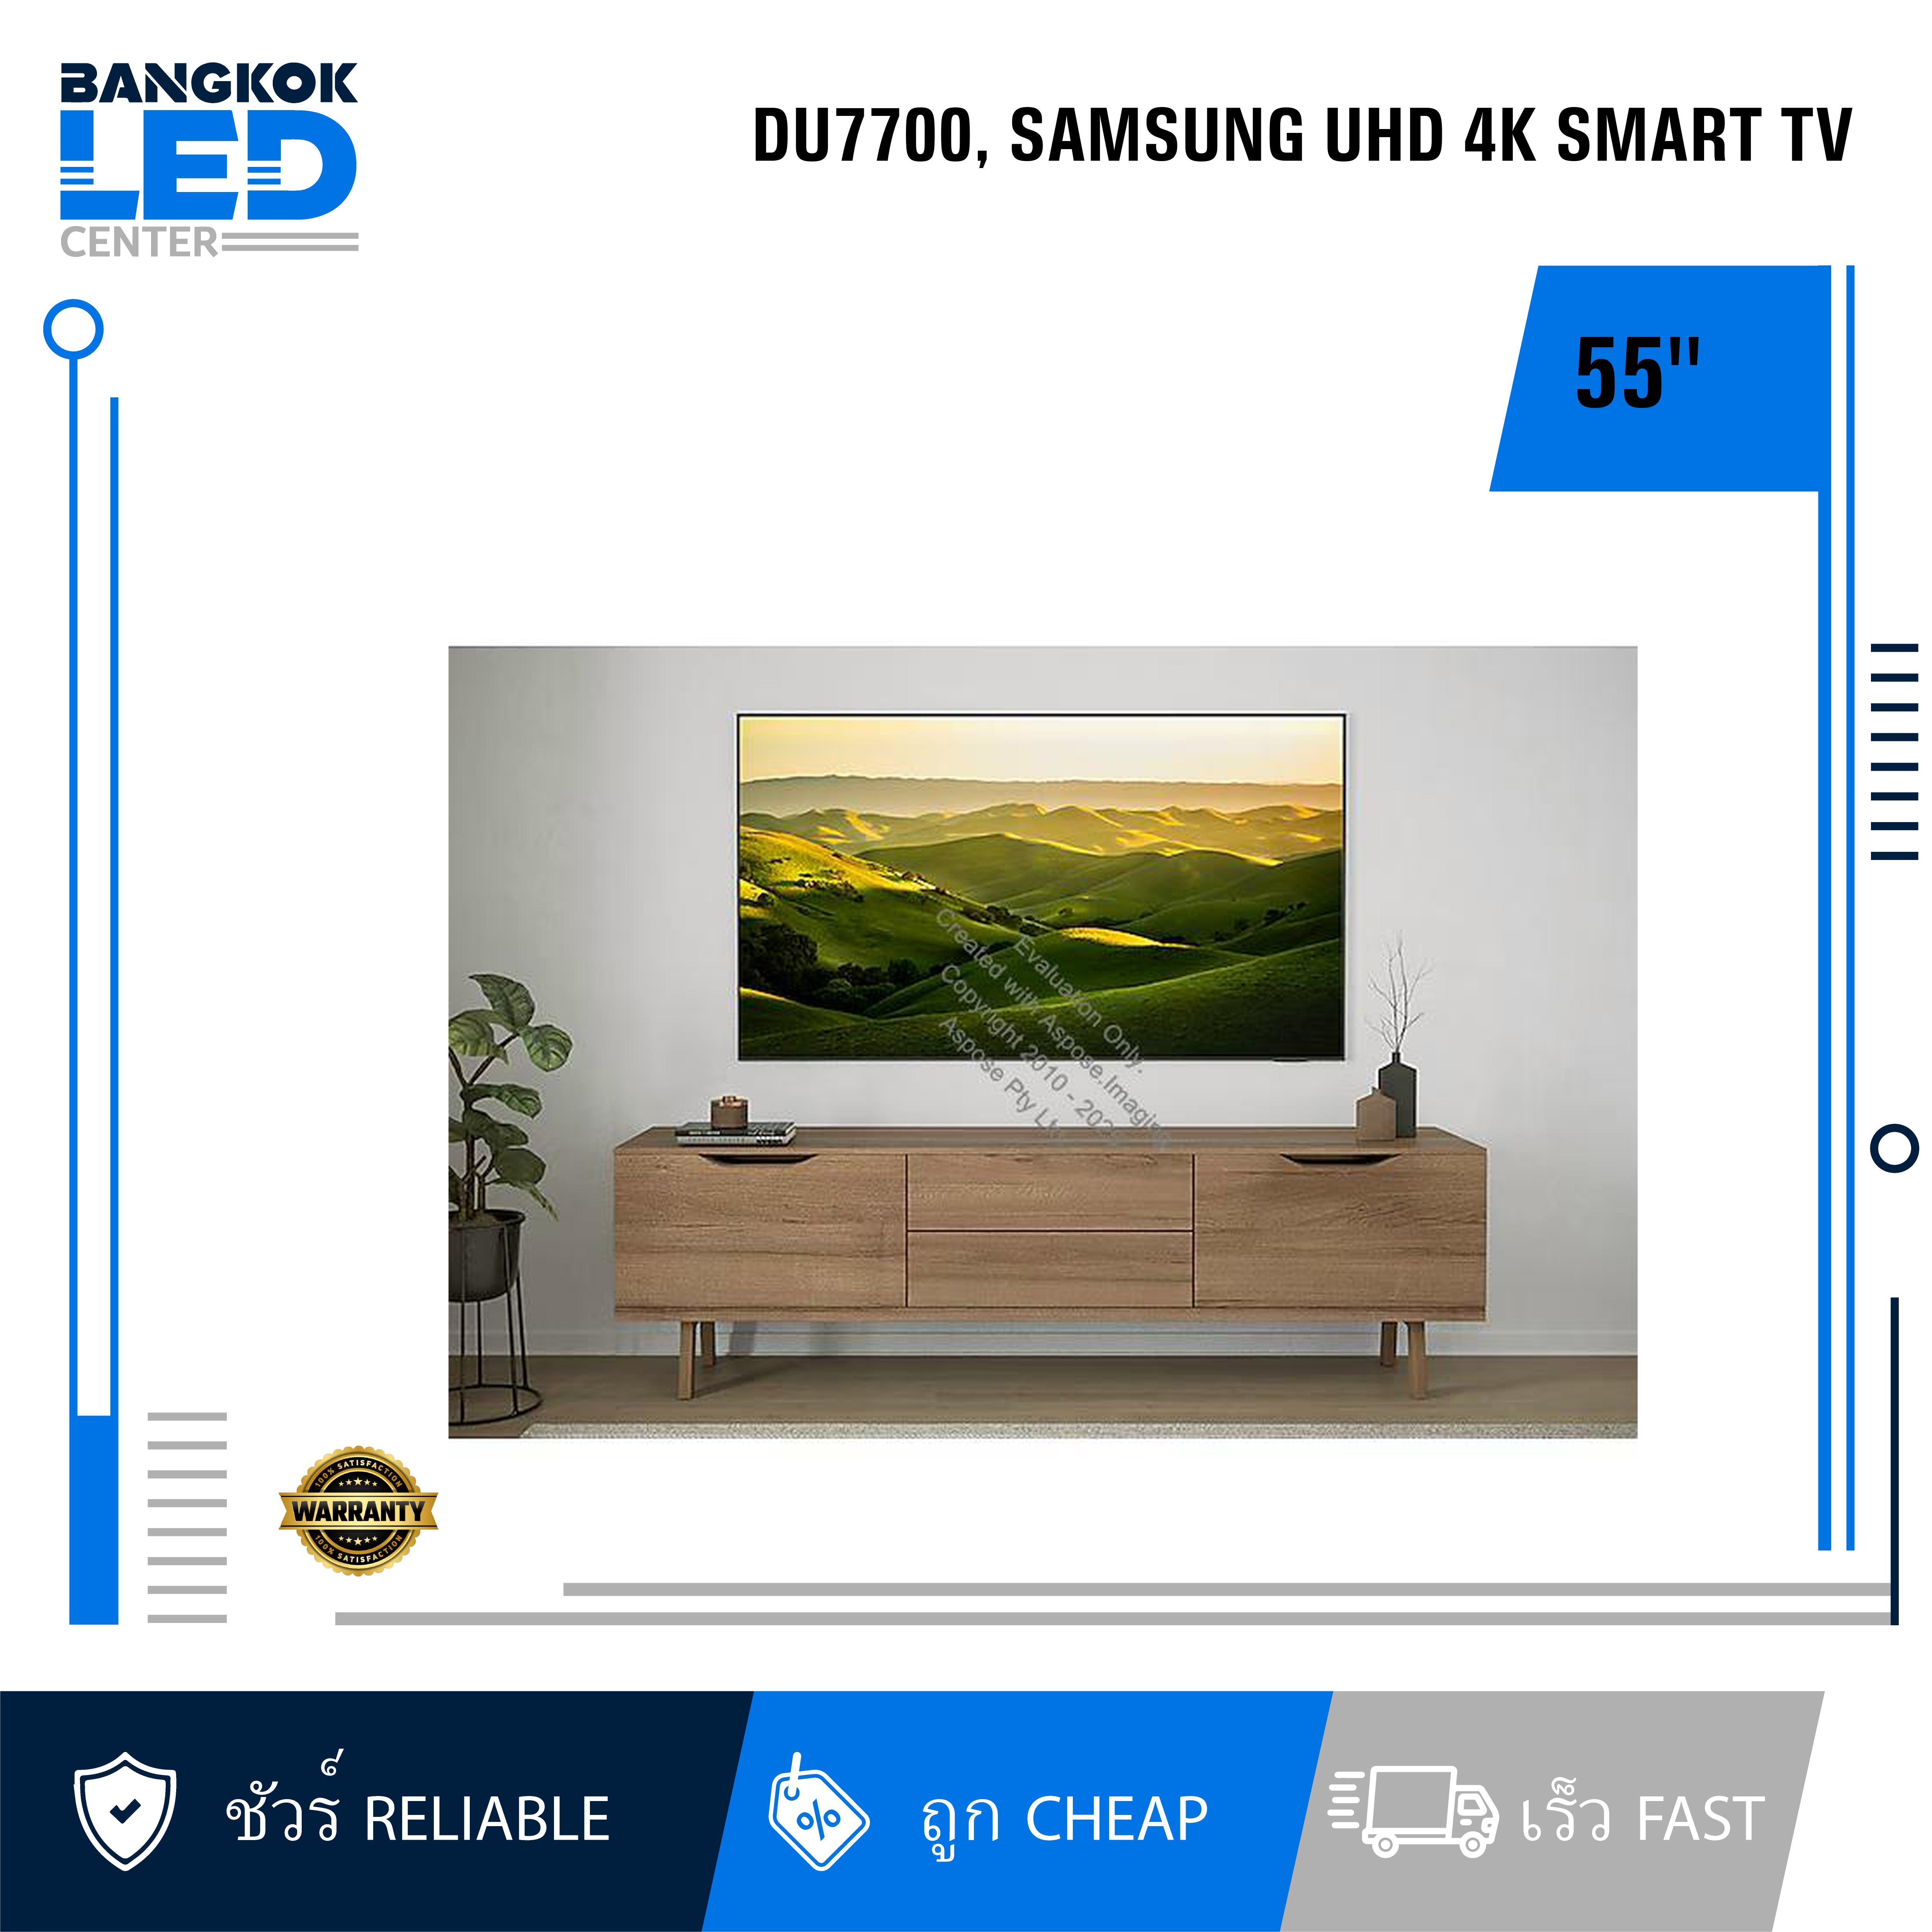 BANGKOK
LED
CENTER
DU7700, SAMSUNG UHD 4K SMART TV
55"
Evaluation Only.
Created with Aspose.Imaging
Copyright 2010 - 202
Aspose Pty Lt
100% SATISFACTION
WARRANTY
100% SATISFACTION
ชัวร์ RELIABLE
ถูก CHEAP
เร็ว FAST